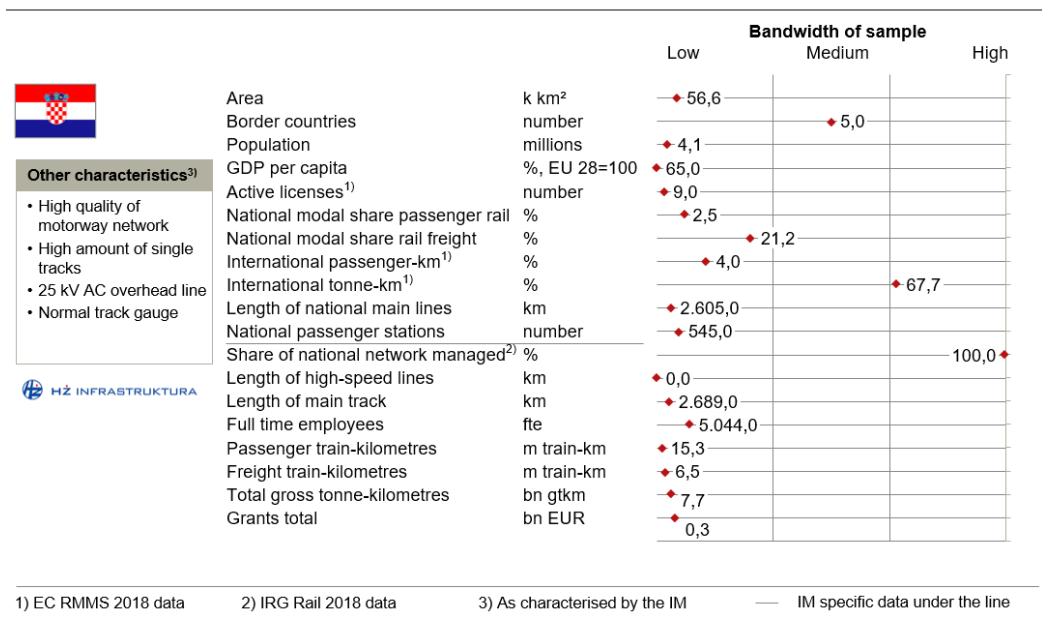 Bandwidth of sample
Low Medium High
Area k km² 56,6
Border countries number 5,0
Population millions 4,1
GDP per capita %, EU 28=100 65,0
Active licenses1) number 9,0
National modal share passenger rail % 2,5
National modal share rail freight % 21,2
International passenger-km1) % 4,0
International tonne-km1) % 67,7
Length of national main lines km 2.605,0
National passenger stations number 545,0
Share of national network managed2) % 100,0
Length of high-speed lines km 0,0
Length of main track km 2.689,0
Full time employees fte 5.044,0
Passenger train-kilometres m train-km 15,3
Freight train-kilometres m train-km 6,5
Total gross tonne-kilometres bn gtkm 7,7
Grants total bn EUR 0,3
Other characteristics3)
• High quality of
motorway network
• High amount of single
tracks
• 25 kV AC overhead line
• Normal track gauge
HŽ INFRASTRUKTURA
1) EC RMMS 2018 data 2) IRG Rail 2018 data 3) As characterised by the IM IM specific data under the line